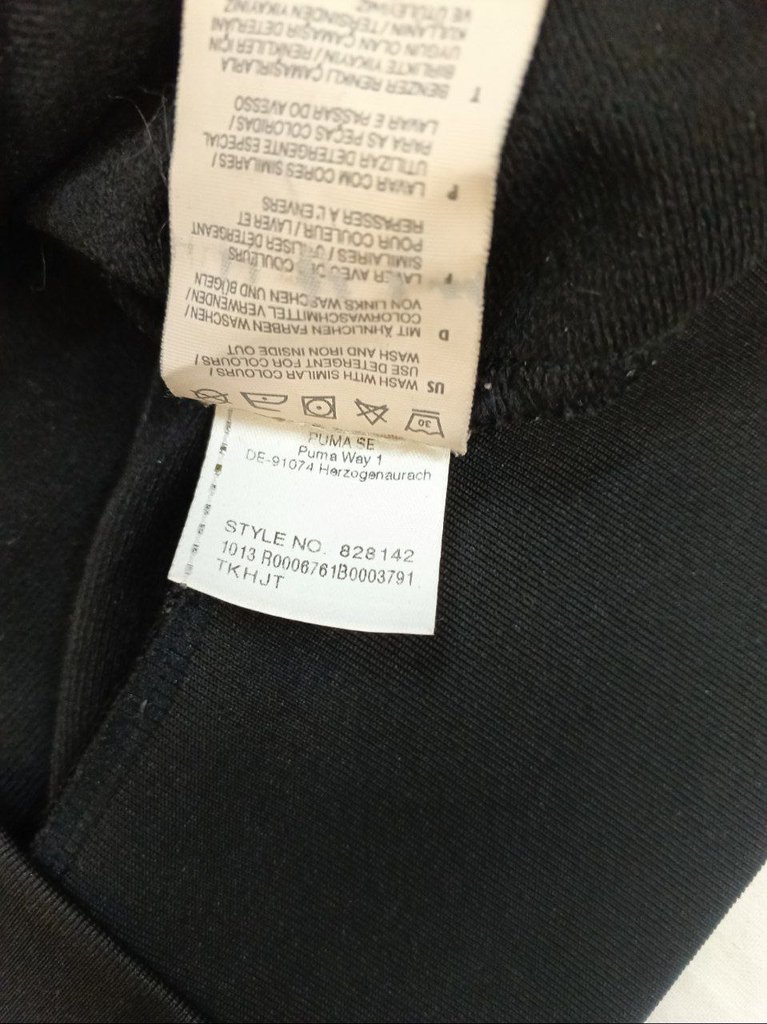 US WASH WITH SIMILAR COLOURS /
USE DETERGENT FOR COLOURS /
WASH AND IRON INSIDE OUT
D MIT ÄHNLICHEN FARBEN WASCHEN /
COLORWASCHMITTEL VERWENDEN /
VON LINKS WASCHEN UND BÜGELN
F LAVER AVEC DE COULEURS
SIMILAIRES / UTILISER DETERGENT
POUR COULEUR / LAVER ET
REPASSER A L'ENVERS
P LAVAR COM CORES SIMILARES /
UTILIZAR DETERGENTE ESPECIAL
PARA AS PEÇAS COLORIDAS /
LAVAR E PASSAR DO AVESSO
T BENZER RENKLİ ÇAMAŞIRLARLA
BIRLIKTE YIKAYIN / RENKLILER İÇİN
UYGUN OLAN ÇAMAŞIR DETERJANI
KULLANIN / TERSINDEN YIKAYINIZ
VE ÜTÜLEYİNİZ
30
PUMA SE
Puma Way 1
DE-91074 Herzogenaurach
STYLE NO. 828142
1013 R0006761B0003791
TKHJT